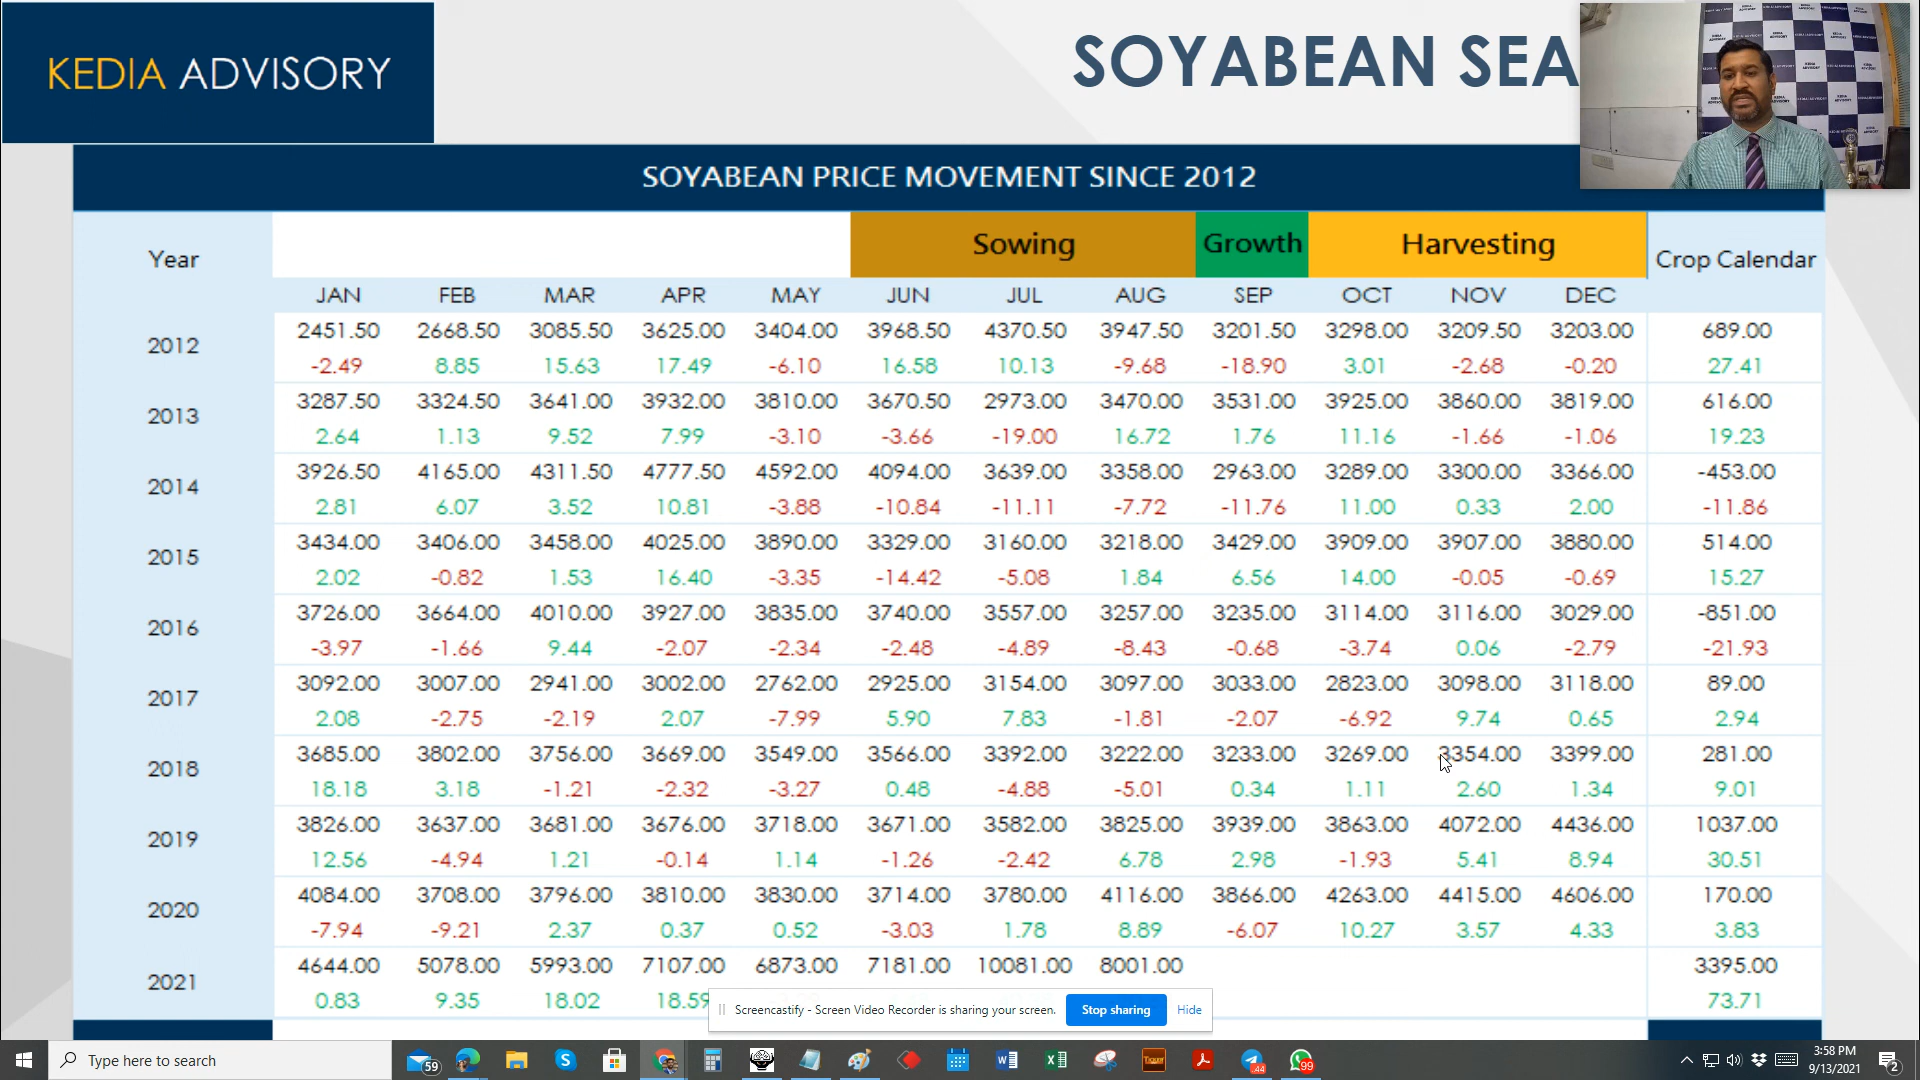 KEDIA ADVISORY
SOYABEAN SEA
SOYABEAN PRICE MOVEMENT SINCE 2012
Year Sowing Growth Harvesting Crop Calendar
JAN FEB MAR APR MAY JUN JUL AUG SEP OCT NOV DEC
2012 2451.50 2668.50 3085.50 3625.00 3404.00 3968.50 4370.50 3947.50 3201.50 3298.00 3209.50 3203.00 689.00
-2.49 8.85 15.63 17.49 -6.10 16.58 10.13 -9.68 -18.90 3.01 -2.68 -0.20 27.41
2013 3287.50 3324.50 3641.00 3932.00 3810.00 3670.50 2973.00 3470.00 3531.00 3925.00 3860.00 3819.00 616.00
2.64 1.13 9.52 7.99 -3.10 -3.66 -19.00 16.72 1.76 11.16 -1.66 -1.06 19.23
2014 3926.50 4165.00 4311.50 4777.50 4592.00 4094.00 3639.00 3358.00 2963.00 3289.00 3300.00 3366.00 -453.00
2.81 6.07 3.52 10.81 -3.88 -10.84 -11.11 -7.72 -11.76 11.00 0.33 2.00 -11.86
2015 3434.00 3406.00 3458.00 4025.00 3890.00 3329.00 3160.00 3218.00 3429.00 3909.00 3907.00 3880.00 514.00
2.02 -0.82 1.53 16.40 -3.35 -14.42 -5.08 1.84 6.56 14.00 -0.05 -0.69 15.27
2016 3726.00 3664.00 4010.00 3927.00 3835.00 3740.00 3557.00 3257.00 3235.00 3114.00 3116.00 3029.00 -851.00
-3.97 -1.66 9.44 -2.07 -2.34 -2.48 -4.89 -8.43 -0.68 -3.74 0.06 -2.79 -21.93
2017 3092.00 3007.00 2941.00 3002.00 2762.00 2925.00 3154.00 3097.00 3033.00 2823.00 3098.00 3118.00 89.00
2.08 -2.75 -2.19 2.07 -7.99 5.90 7.83 -1.81 -2.07 -6.92 9.74 0.65 2.94
2018 3685.00 3802.00 3756.00 3669.00 3549.00 3566.00 3392.00 3222.00 3233.00 3269.00 3354.00 3399.00 281.00
18.18 3.18 -1.21 -2.32 -3.27 0.48 -4.88 -5.01 0.34 1.11 2.60 1.34 9.01
2019 3826.00 3637.00 3681.00 3676.00 3718.00 3671.00 3582.00 3825.00 3939.00 3863.00 4072.00 4436.00 1037.00
12.56 -4.94 1.21 -0.14 1.14 -1.26 -2.42 6.78 2.98 -1.93 5.41 8.94 30.51
2020 4084.00 3708.00 3796.00 3810.00 3830.00 3714.00 3780.00 4116.00 3866.00 4263.00 4415.00 4606.00 170.00
-7.94 -9.21 2.37 0.37 0.52 -3.03 1.78 8.89 -6.07 10.27 3.57 4.33 3.83
2021 4644.00 5078.00 5993.00 7107.00 6873.00 7181.00 10081.00 8001.00 3395.00
0.83 9.35 18.02 18.59 73.71
Screencastify - Screen Video Recorder is sharing your screen. Stop sharing Hide
Type here to search
59
44
99
3:58 PM
9/13/2021
2